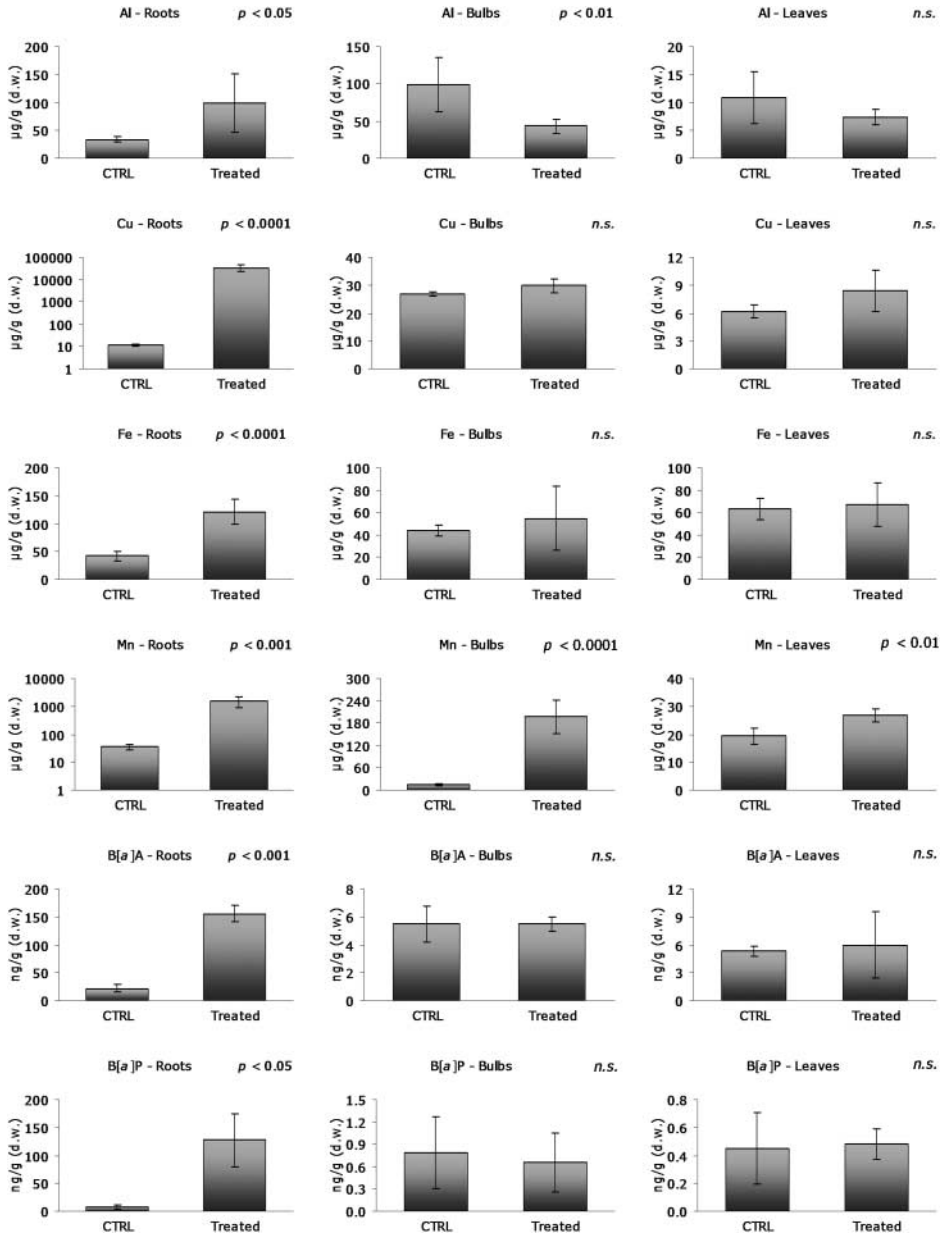 Al - Roots p < 0.05
μg/g (d.w.)
200
150
100
50
0
CTRL Treated
Al - Bulbs p < 0.01
μg/g (d.w.)
150
100
50
0
CTRL Treated
Al - Leaves n.s.
μg/g (d.w.)
20
15
10
5
0
CTRL Treated
Cu - Roots p < 0.0001
μg/g (d.w.)
100000
10000
1000
100
10
1
CTRL Treated
Cu - Bulbs n.s.
μg/g (d.w.)
40
30
20
10
0
CTRL Treated
Cu - Leaves n.s.
μg/g (d.w.)
12
9
6
3
0
CTRL Treated
Fe - Roots p < 0.0001
μg/g (d.w.)
200
150
100
50
0
CTRL Treated
Fe - Bulbs n.s.
μg/g (d.w.)
100
80
60
40
20
0
CTRL Treated
Fe - Leaves n.s.
μg/g (d.w.)
100
80
60
40
20
0
CTRL Treated
Mn - Roots p < 0.001
μg/g (d.w.)
10000
1000
100
10
1
CTRL Treated
Mn - Bulbs p < 0.0001
μg/g (d.w.)
300
240
180
120
60
0
CTRL Treated
Mn - Leaves p < 0.01
μg/g (d.w.)
40
30
20
10
0
CTRL Treated
B[a]A - Roots p < 0.001
ng/g (d.w.)
200
150
100
50
0
CTRL Treated
B[a]A - Bulbs n.s.
ng/g (d.w.)
8
6
4
2
0
CTRL Treated
B[a]A - Leaves n.s.
ng/g (d.w.)
12
9
6
3
0
CTRL Treated
B[a]P - Roots p < 0.05
ng/g (d.w.)
200
150
100
50
0
CTRL Treated
B[a]P - Bulbs n.s.
ng/g (d.w.)
1.5
1.2
0.9
0.6
0.3
0.0
CTRL Treated
B[a]P - Leaves n.s.
ng/g (d.w.)
0.8
0.6
0.4
0.2
0.0
CTRL Treated